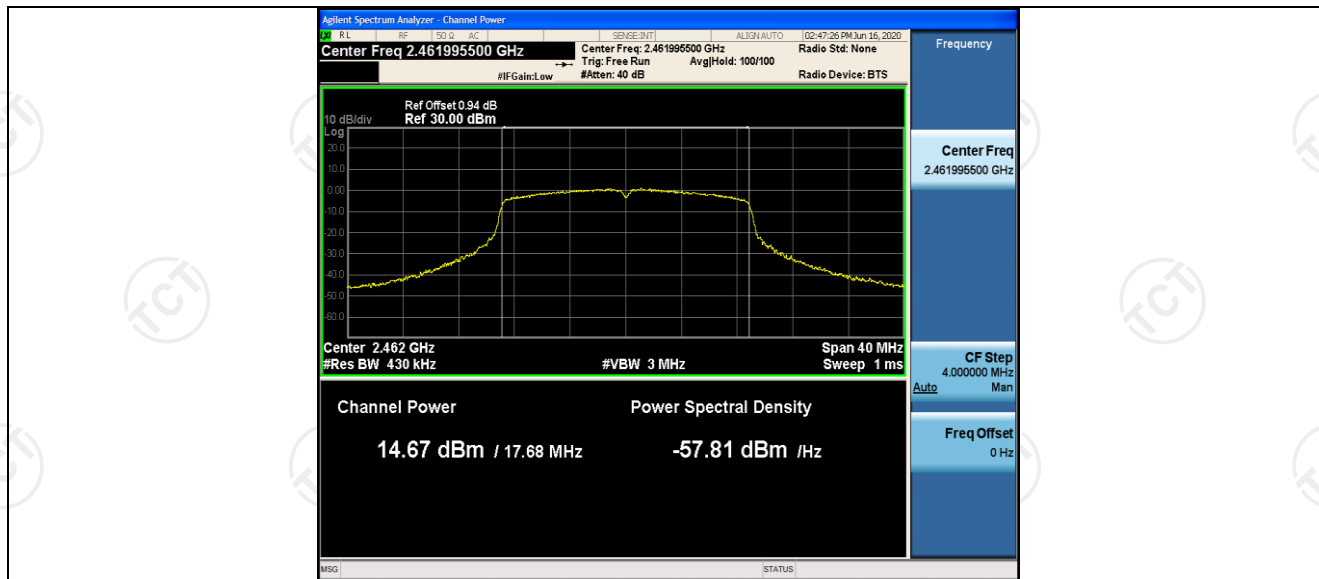 Agilent Spectrum Analyzer - Channel Power
RL RF 50 Ω AC SENSE:INT ALIGN AUTO 02:47:26 PM Jun 16, 2020
Center Freq 2.461995500 GHz
Center Freq: 2.461995500 GHz Radio Std: None
Trig: Free Run Avg|Hold: 100/100
#IFGain:Low #Atten: 40 dB Radio Device: BTS
Ref Offset 0.94 dB
10 dB/div Ref 30.00 dBm
Log
20.0
10.0
0.00
-10.0
-20.0
-30.0
-40.0
-50.0
-60.0
Center 2.462 GHz Span 40 MHz
#Res BW 430 kHz #VBW 3 MHz Sweep 1 ms
Channel Power Power Spectral Density
14.67 dBm / 17.68 MHz -57.81 dBm /Hz
MSG STATUS
Frequency
Center Freq
2.461995500 GHz
CF Step
4.000000 MHz
Auto Man
Freq Offset
0 Hz
TCT
TCT